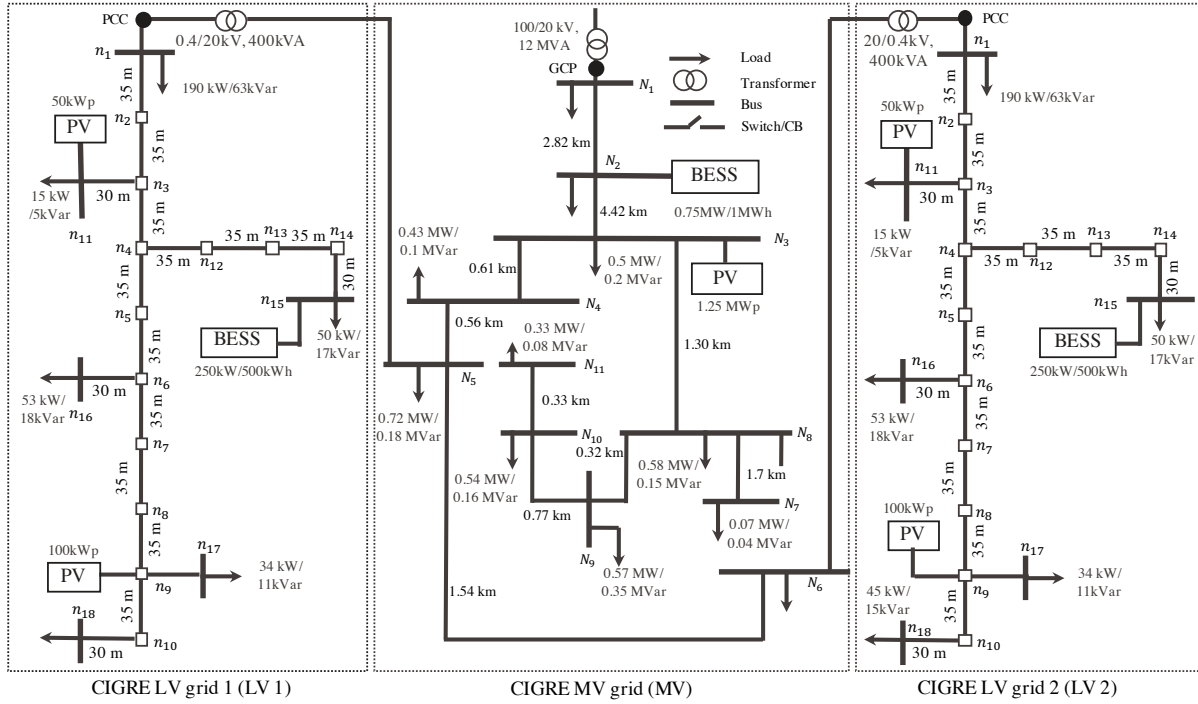 PCC
0.4/20kV,
400kVA
n1
190 kW/63kVar
35 m
50kWp
PV
n2
35 m
n3
30 m
15 kW
/5kVar
n11
35 m
n4
35 m
n12
35 m
n13
35 m
n14
30 m
n15
BESS
250kW/500kWh
50 kW/
17kVar
35 m
n5
35 m
n6
30 m
53 kW/
18kVar
n16
35 m
n7
35 m
n8
35 m
100kWp
PV
n9
n17
34 kW/
11kVar
35 m
n18
30 m
n10
CIGRE LV grid 1 (LV 1)
100/20 kV,
12 MVA
GCP
N1
2.82 km
N2
BESS
0.75MW/1MWh
4.42 km
N3
Load
Transformer
Bus
Switch/CB
0.43 MW/
0.1 MVar
0.61 km
0.5 MW/
0.2 MVar
PV
1.25 MWp
N4
0.56 km
0.33 MW/
0.08 MVar
1.30 km
N5
N11
0.72 MW/
0.18 MVar
0.33 km
N10
0.32 km
N8
0.54 MW/
0.16 MVar
0.58 MW/
0.15 MVar
1.7 km
0.77 km
N7
0.07 MW/
0.04 MVar
N9
0.57 MW/
0.35 MVar
N6
1.54 km
CIGRE MV grid (MV)
20/0.4kV,
400kVA
PCC
n1
190 kW/63kVar
35 m
50kWp
PV
n2
35 m
n11
n3
30 m
15 kW
/5kVar
35 m
n4
35 m
n12
35 m
n13
35 m
n14
30 m
n15
BESS
250kW/500kWh
50 kW/
17kVar
35 m
n5
35 m
n16
n6
30 m
53 kW/
18kVar
35 m
n7
35 m
n8
35 m
100kWp
PV
n9
n17
34 kW/
11kVar
45 kW/
15kVar
35 m
n18
30 m
n10
CIGRE LV grid 2 (LV 2)